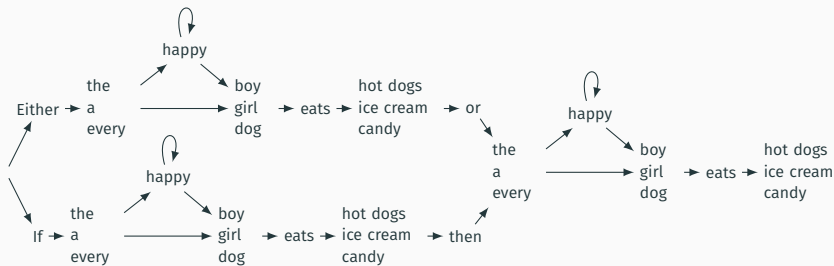 happy
the
a
every
boy
girl
dog
Either
eats
hot dogs
ice cream
candy
or
happy
the
a
every
boy
girl
dog
If
eats
hot dogs
ice cream
candy
then
the
a
every
happy
boy
girl
dog
eats
hot dogs
ice cream
candy